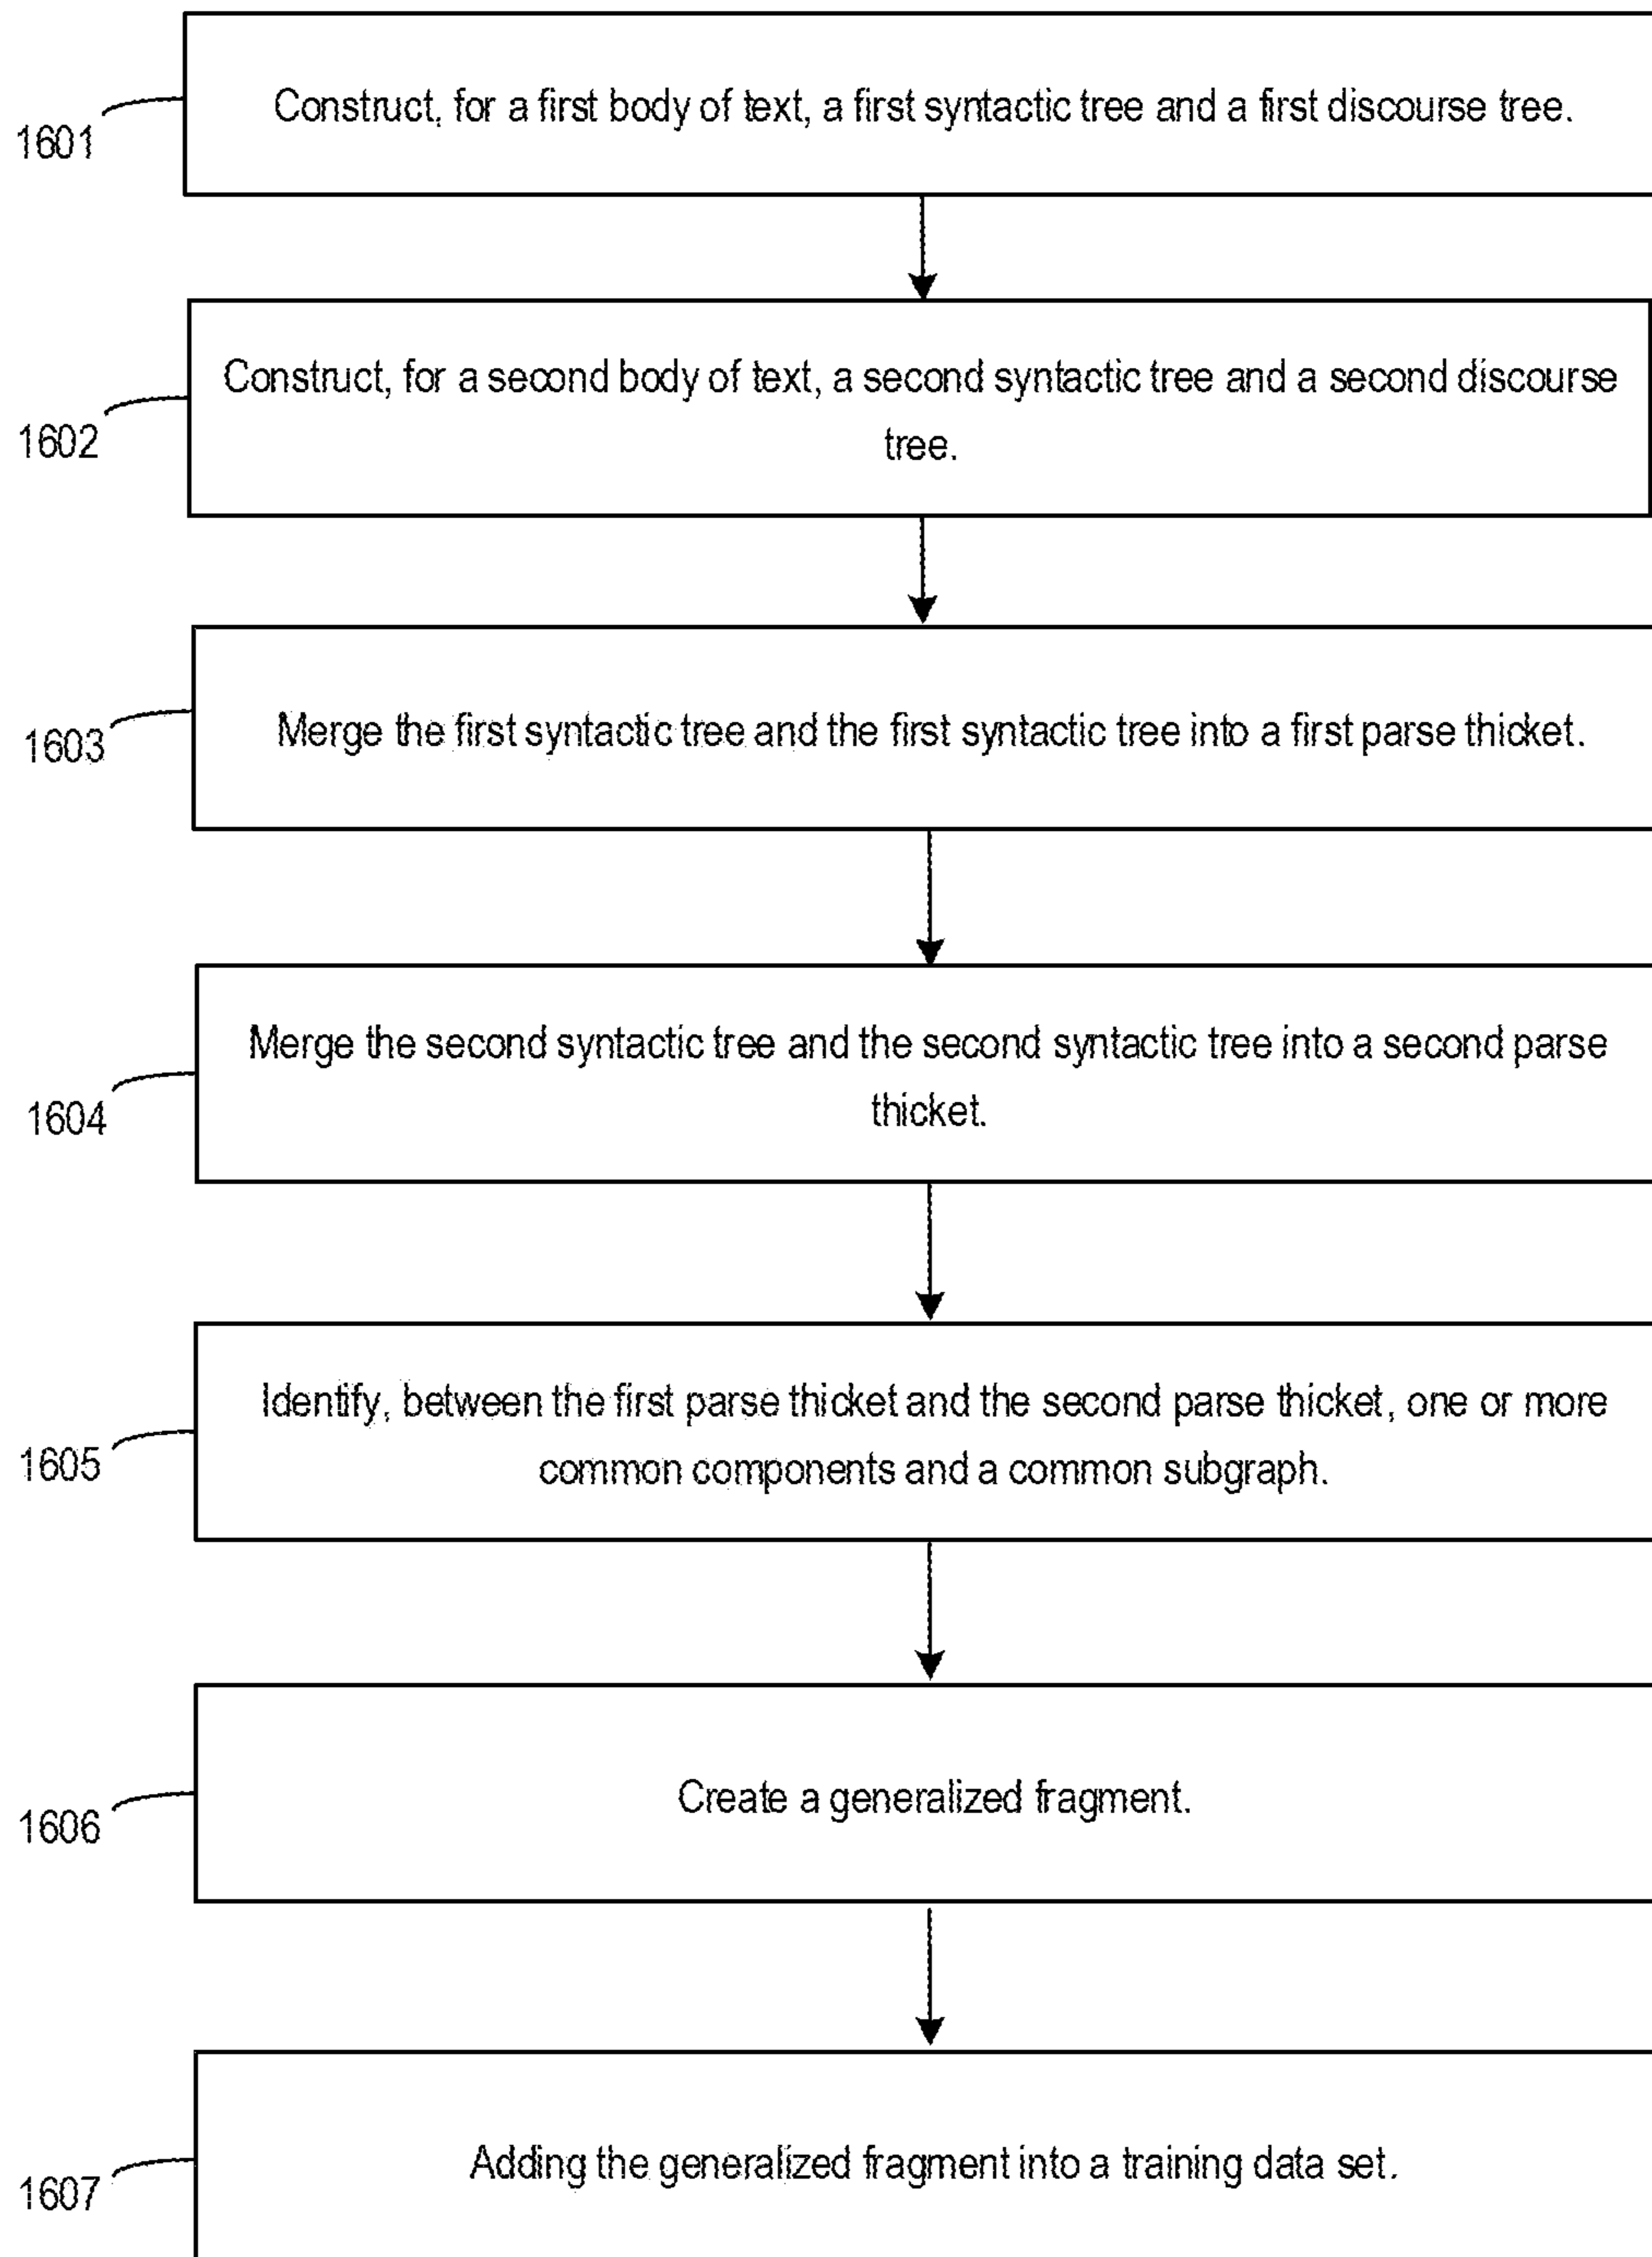 Construct, for a first body of text, a first syntactic tree and a first discourse tree.
1601
Construct, for a second body of text, a second syntactic tree and a second discourse
tree.
1602
Merge the first syntactic tree and the first syntactic tree into a first parse thicket.
1603
Merge the second syntactic tree and the second syntactic tree into a second parse
thicket.
1604
Identify, between the first parse thicket and the second parse thicket, one or more
common components and a common subgraph.
1605
Create a generalized fragment.
1606
Adding the generalized fragment into a training data set.
1607